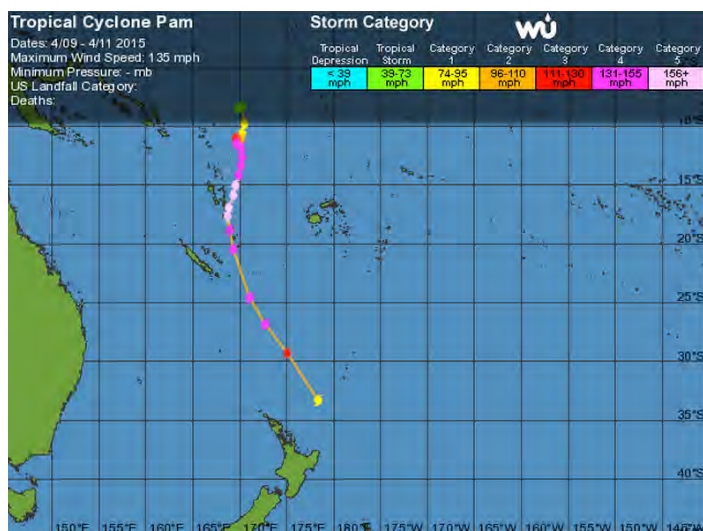 Tropical Cyclone Pam
Dates: 4/09 - 4/11 2015
Maximum Wind Speed: 135 mph
Minimum Pressure: - mb
US Landfall Category:
Deaths:
Storm Category
wu
Tropical Depression
Tropical Storm
Category 1
Category 2
Category 3
Category 4
Category 5
< 39 mph
39-73 mph
74-95 mph
96-110 mph
111-130 mph
131-155 mph
156+ mph
10°S
15°S
20°S
25°S
30°S
35°S
40°S
150°E 155°E 160°E 165°E 170°E 175°E 180°E 175°W 170°W 165°W 160°W 155°W 150°W 145°W